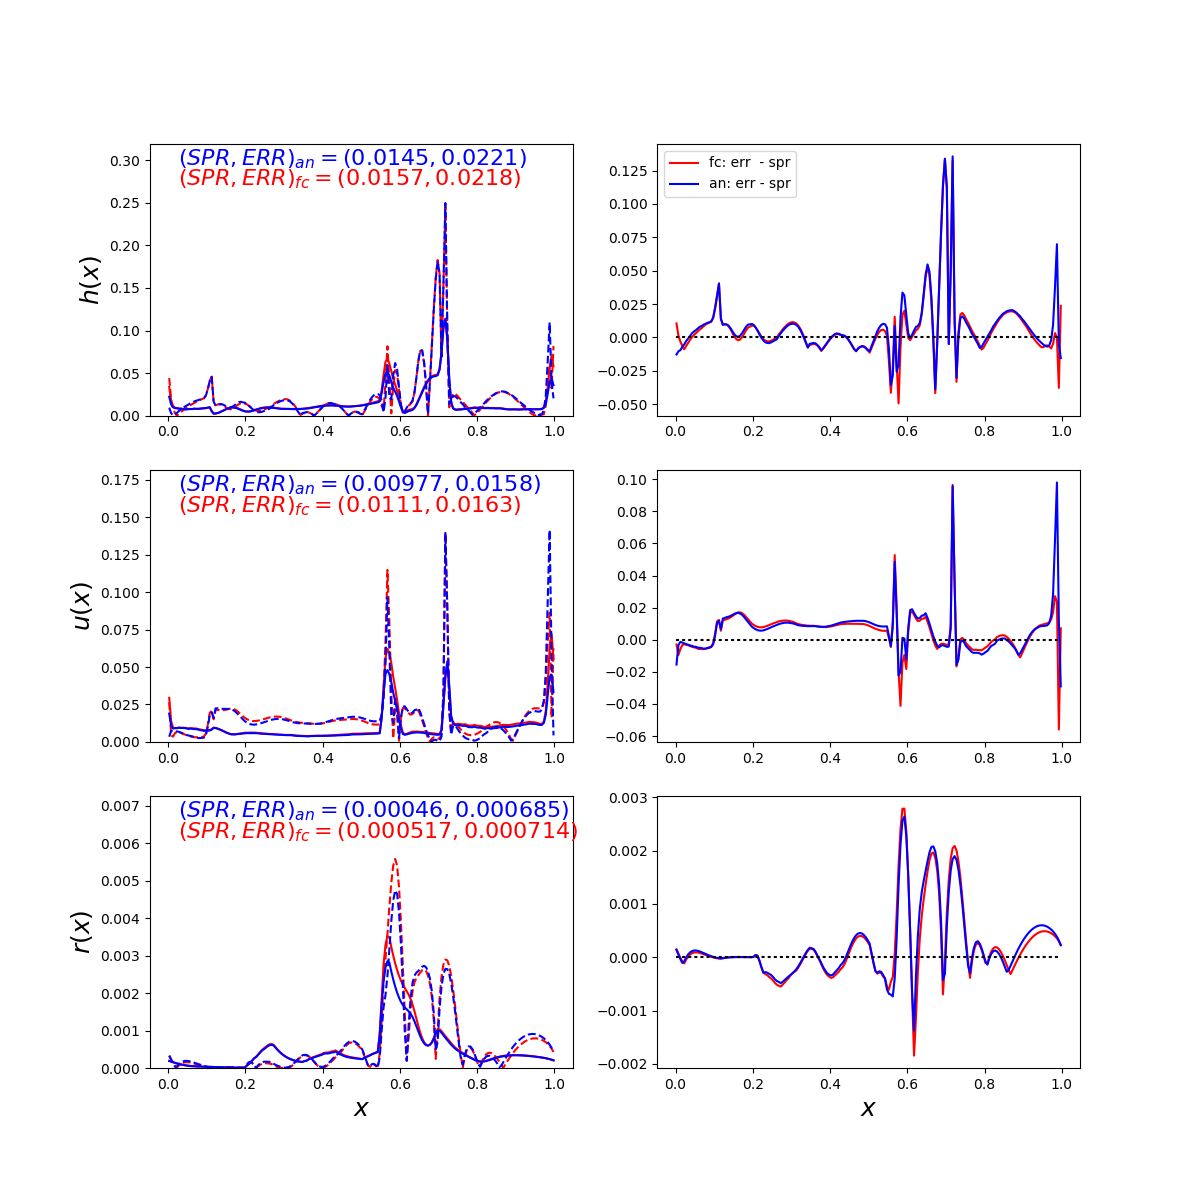 (SPR, ERR)an = (0.0145, 0.0221)
(SPR, ERR)fc = (0.0157, 0.0218)
h(x)
0.30
0.25
0.20
0.15
0.10
0.05
0.00
0.0 0.2 0.4 0.6 0.8 1.0
fc: err - spr
an: err - spr
0.125
0.100
0.075
0.050
0.025
0.000
−0.025
−0.050
0.0 0.2 0.4 0.6 0.8 1.0
(SPR, ERR)an = (0.00977, 0.0158)
(SPR, ERR)fc = (0.0111, 0.0163)
u(x)
0.175
0.150
0.125
0.100
0.075
0.050
0.025
0.000
0.0 0.2 0.4 0.6 0.8 1.0
0.10
0.08
0.06
0.04
0.02
0.00
−0.02
−0.04
−0.06
0.0 0.2 0.4 0.6 0.8 1.0
(SPR, ERR)an = (0.00046, 0.000685)
(SPR, ERR)fc = (0.000517, 0.000714)
r(x)
0.007
0.006
0.005
0.004
0.003
0.002
0.001
0.000
0.0 0.2 0.4 0.6 0.8 1.0
x
0.003
0.002
0.001
0.000
−0.001
−0.002
0.0 0.2 0.4 0.6 0.8 1.0
x